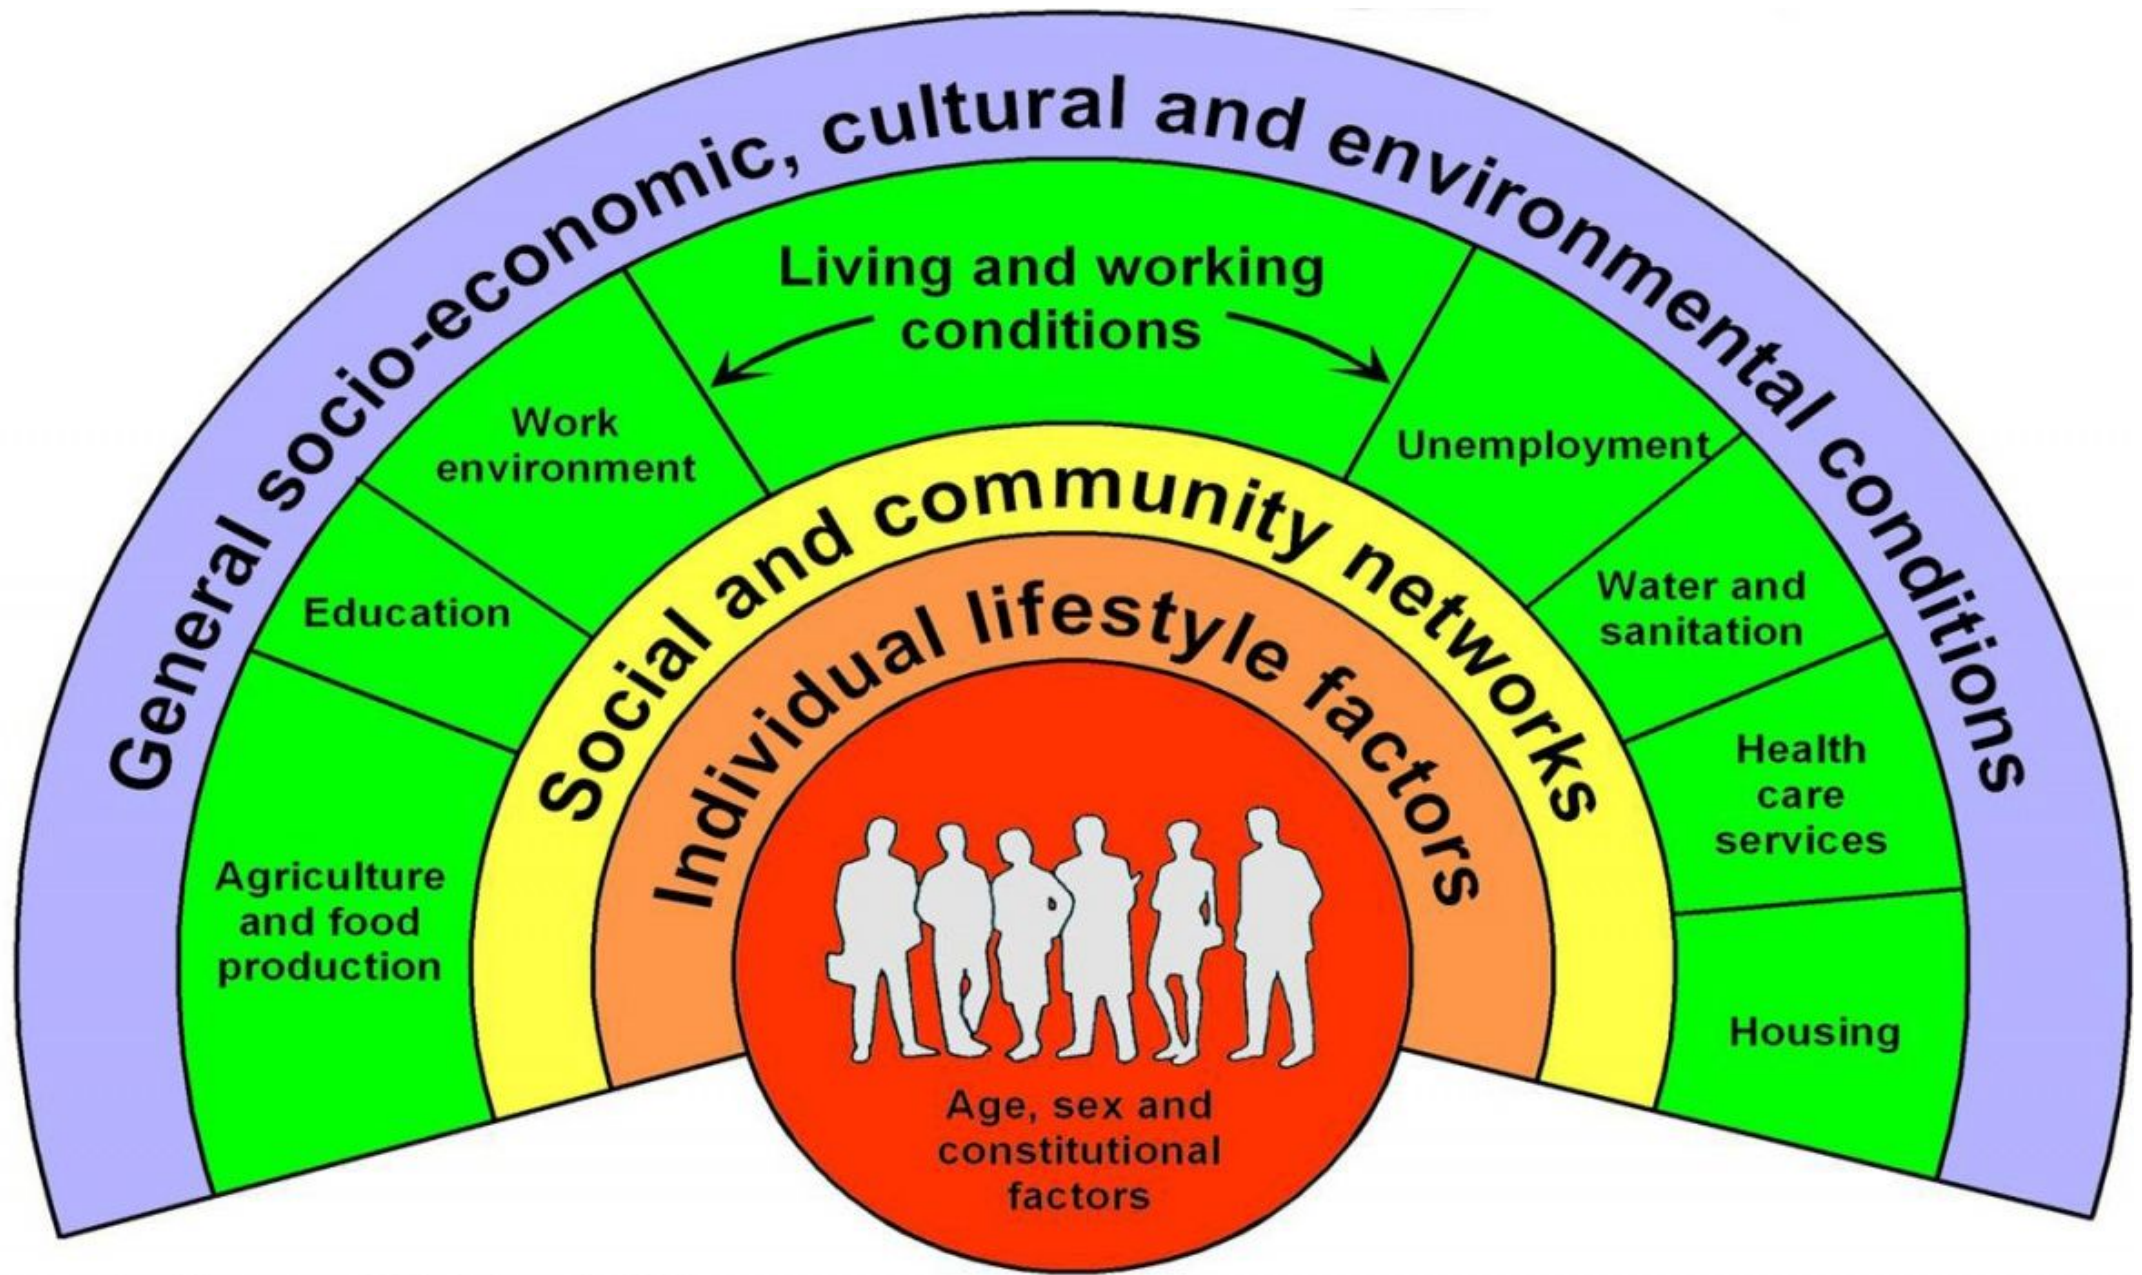 General socio-economic, cultural and environmental conditions
Living and working
conditions
Work
environment
Unemployment
Education
Water and
sanitation
Agriculture
and food
production
Health
care
services
Housing
Social and community networks
Individual lifestyle factors
Age, sex and
constitutional
factors